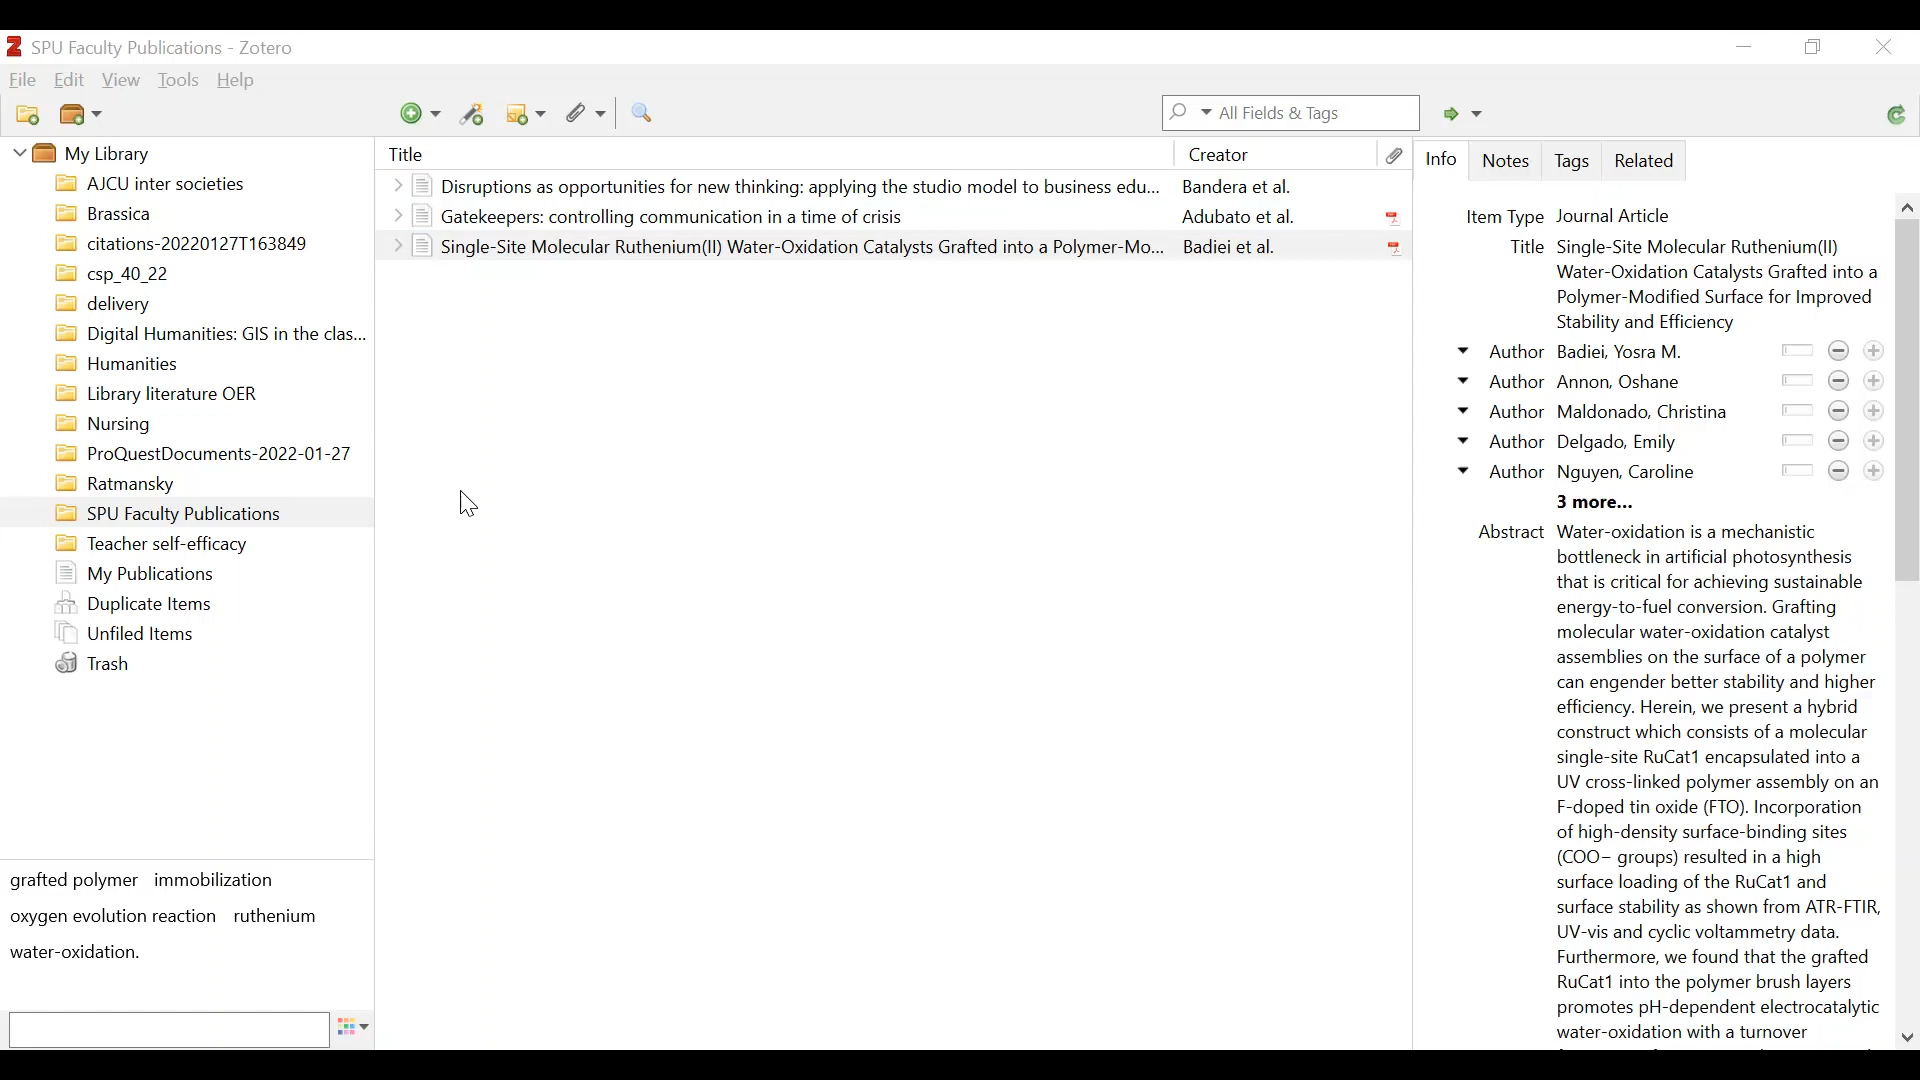 SPU Faculty Publications - Zotero
File Edit View Tools Help
All Fields & Tags
My Library
AJCU inter societies
Brassica
citations-20220127T163849
csp_40_22
delivery
Digital Humanities: GIS in the clas...
Humanities
Library literature OER
Nursing
ProQuestDocuments-2022-01-27
Ratmansky
SPU Faculty Publications
Teacher self-efficacy
My Publications
Duplicate Items
Unfiled Items
Trash
grafted polymer immobilization
oxygen evolution reaction ruthenium
water-oxidation.
Title Creator
Disruptions as opportunities for new thinking: applying the studio model to business edu... Bandera et al.
Gatekeepers: controlling communication in a time of crisis Adubato et al.
Single-Site Molecular Ruthenium(II) Water-Oxidation Catalysts Grafted into a Polymer-Mo... Badiei et al.
Info Notes Tags Related
Item Type Journal Article
Title Single-Site Molecular Ruthenium(II)
Water-Oxidation Catalysts Grafted into a
Polymer-Modified Surface for Improved
Stability and Efficiency
Author Badiei, Yosra M.
Author Annon, Oshane
Author Maldonado, Christina
Author Delgado, Emily
Author Nguyen, Caroline
3 more...
Abstract Water-oxidation is a mechanistic
bottleneck in artificial photosynthesis
that is critical for achieving sustainable
energy-to-fuel conversion. Grafting
molecular water-oxidation catalyst
assemblies on the surface of a polymer
can engender better stability and higher
efficiency. Herein, we present a hybrid
construct which consists of a molecular
single-site RuCat1 encapsulated into a
UV cross-linked polymer assembly on an
F-doped tin oxide (FTO). Incorporation
of high-density surface-binding sites
(COO− groups) resulted in a high
surface loading of the RuCat1 and
surface stability as shown from ATR-FTIR,
UV-vis and cyclic voltammetry data.
Furthermore, we found that the grafted
RuCat1 into the polymer brush layers
promotes pH-dependent electrocatalytic
water-oxidation with a turnover